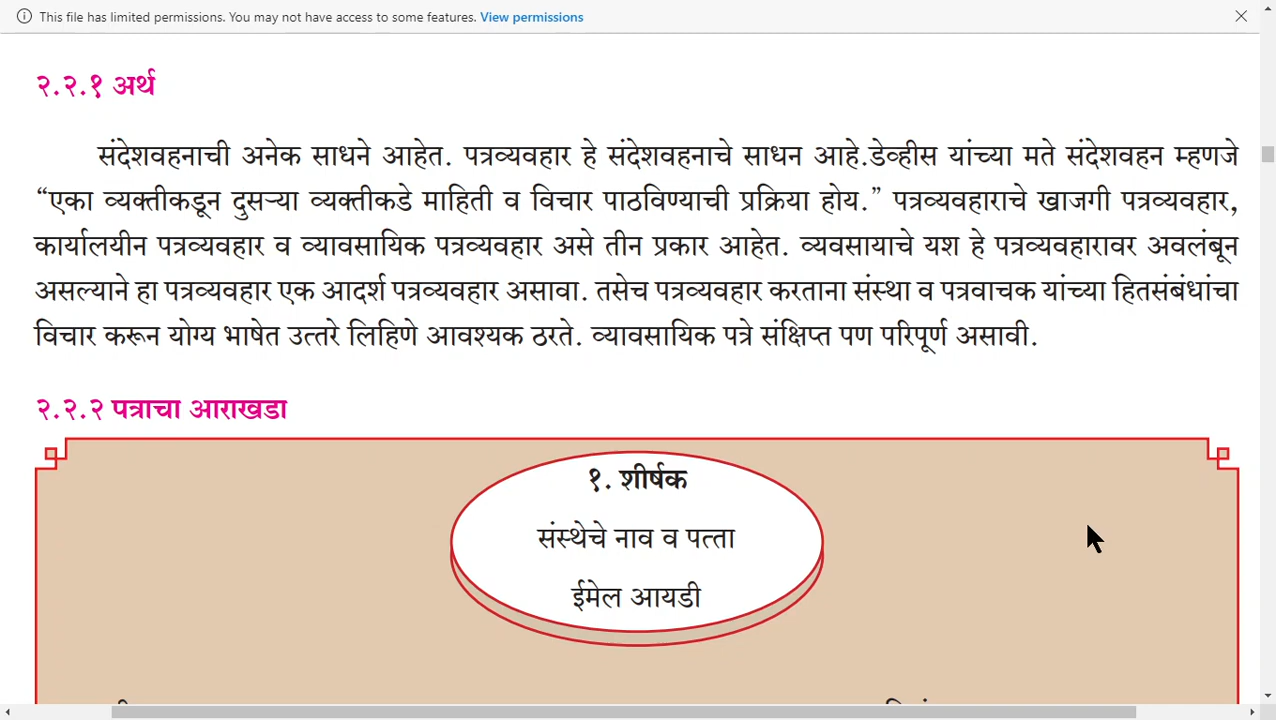 This file has limited permissions. You may not have access to some features. View permissions
२.२.१ अर्थ
संदेशवहनाची अनेक साधने आहेत. पत्रव्यवहार हे संदेशवहनाचे साधन आहे.डेव्हीस यांच्या मते संदेशवहन म्हणजे
“एका व्यक्तीकडून दुसऱ्या व्यक्तीकडे माहिती व विचार पाठविण्याची प्रक्रिया होय.” पत्रव्यवहाराचे खाजगी पत्रव्यवहार,
कार्यालयीन पत्रव्यवहार व व्यावसायिक पत्रव्यवहार असे तीन प्रकार आहेत. व्यवसायाचे यश हे पत्रव्यवहारावर अवलंबून
असल्याने हा पत्रव्यवहार एक आदर्श पत्रव्यवहार असावा. तसेच पत्रव्यवहार करताना संस्था व पत्रवाचक यांच्या हितसंबंधांचा
विचार करून योग्य भाषेत उत्तरे लिहिणे आवश्यक ठरते. व्यावसायिक पत्रे संक्षिप्त पण परिपूर्ण असावी.
२.२.२ पत्राचा आराखडा
१. शीर्षक
संस्थेचे नाव व पत्ता
ईमेल आयडी